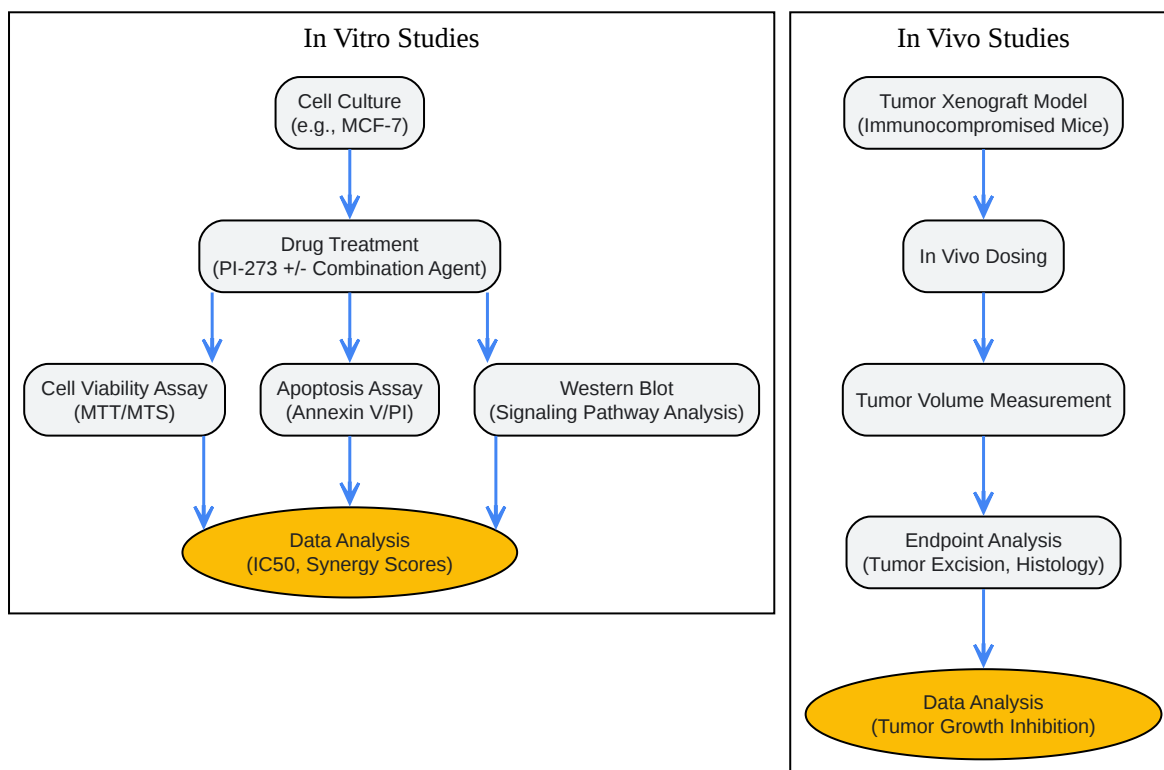 In Vitro Studies
Cell Culture
(e.g., MCF-7)
Drug Treatment
(PI-273 +/- Combination Agent)
Cell Viability Assay
(MTT/MTS)
Apoptosis Assay
(Annexin V/PI)
Western Blot
(Signaling Pathway Analysis)
Data Analysis
(IC50, Synergy Scores)
In Vivo Studies
Tumor Xenograft Model
(Immunocompromised Mice)
In Vivo Dosing
Tumor Volume Measurement
Endpoint Analysis
(Tumor Excision, Histology)
Data Analysis
(Tumor Growth Inhibition)